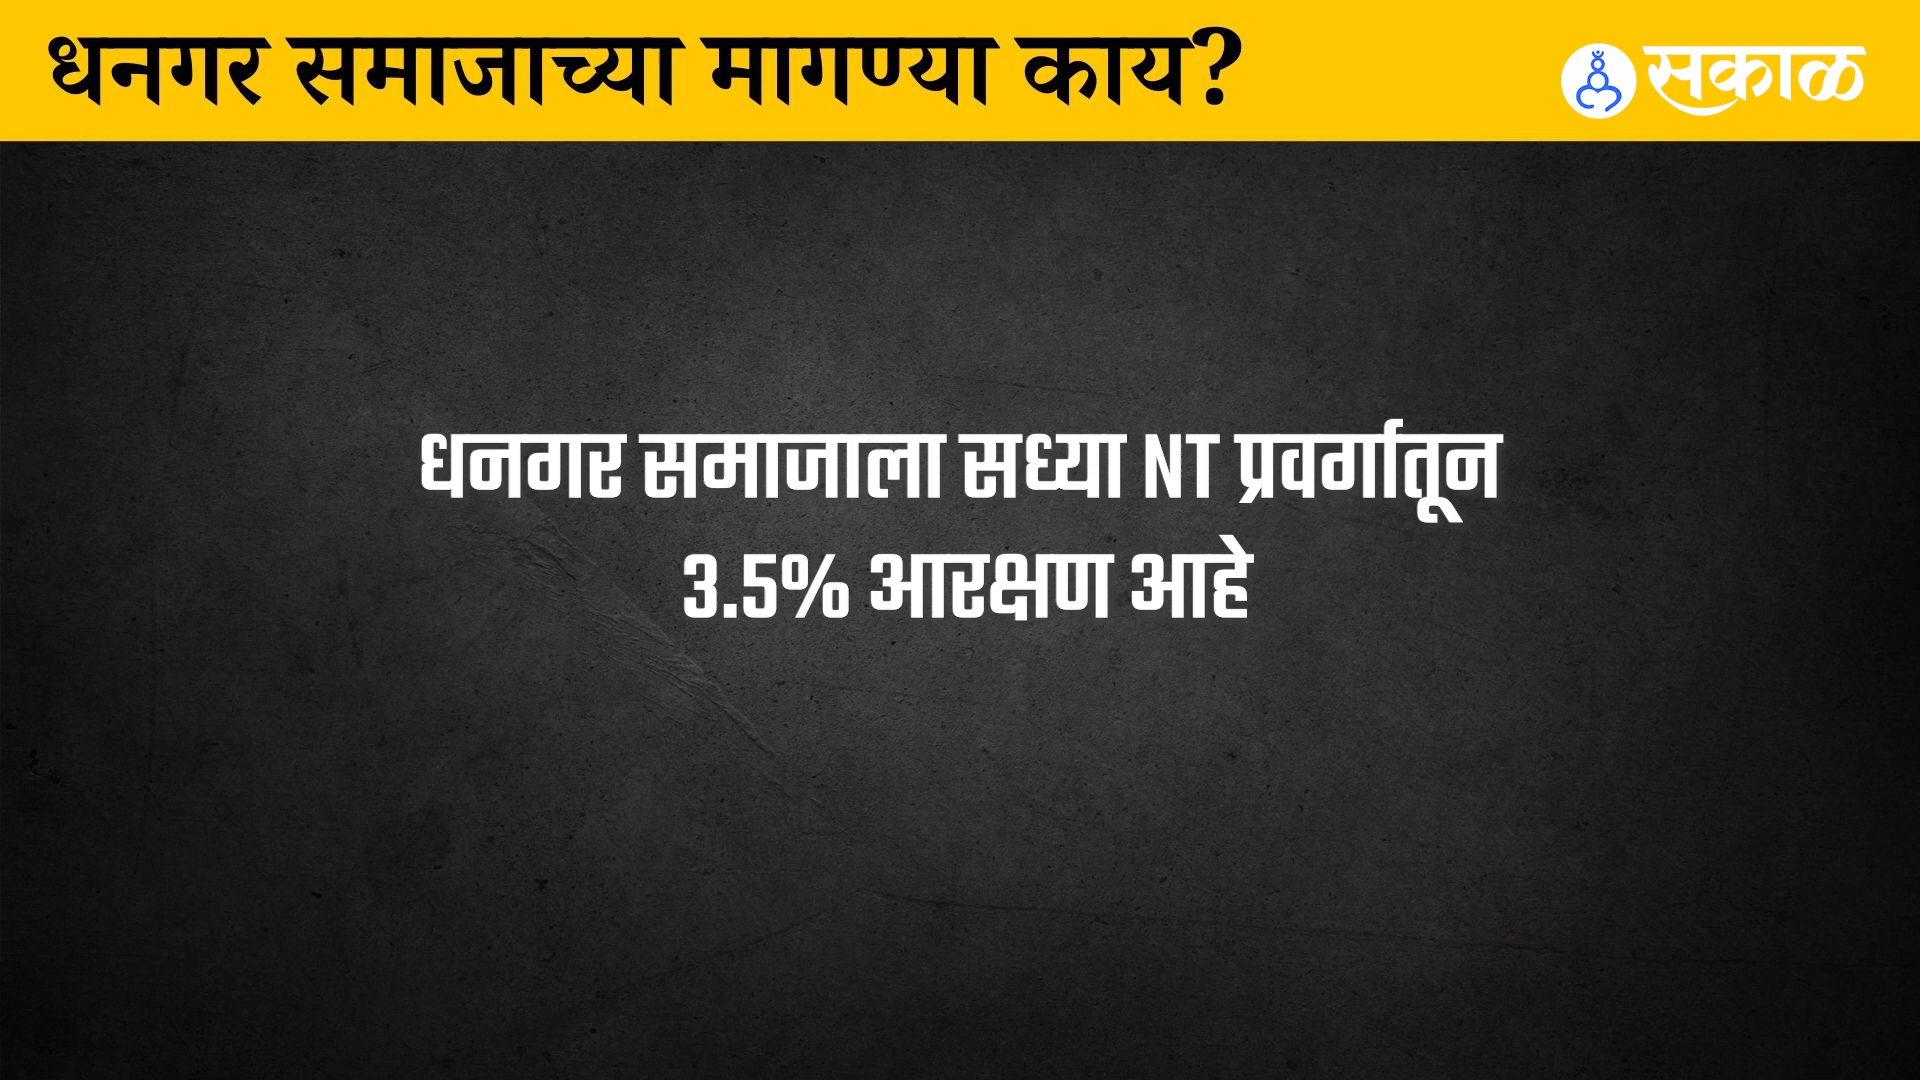 धनगर समाजाच्या मागण्या काय?
सकाळ
धनगर समाजाला सध्या NT प्रवर्गातून
3.5% आरक्षण आहे